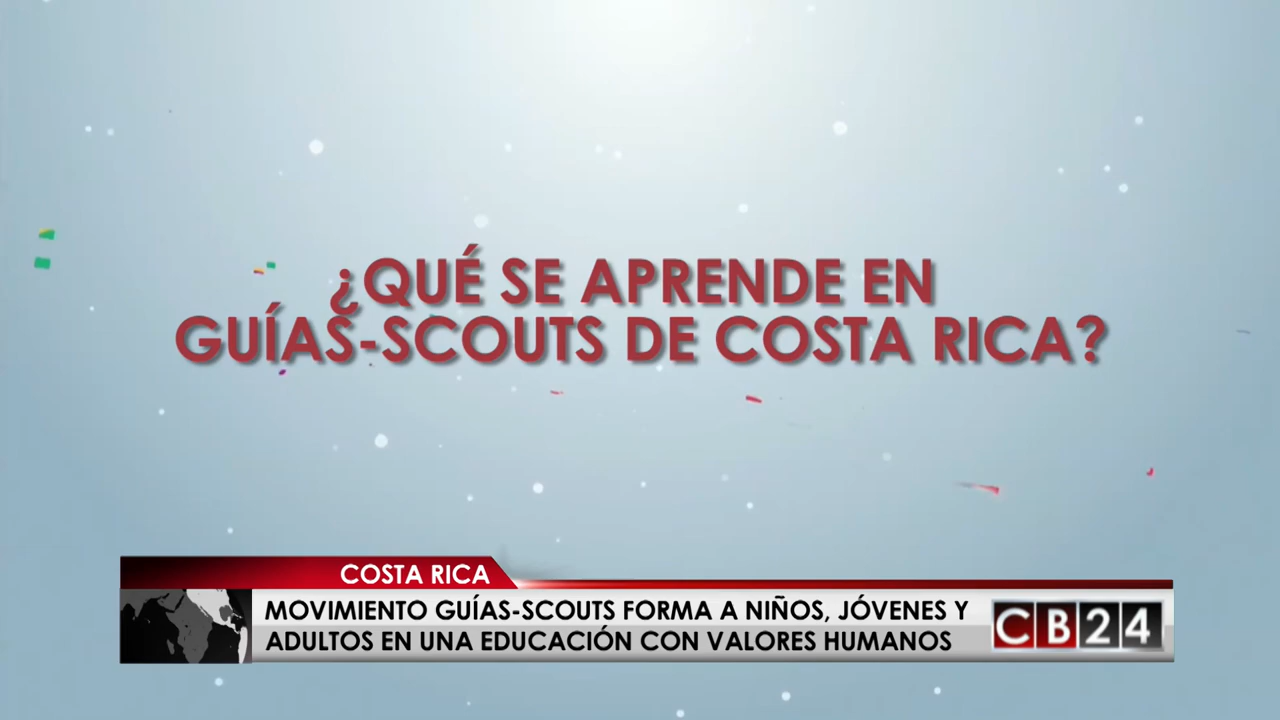 ¿QUÉ SE APRENDE EN
GUÍAS-SCOUTS DE COSTA RICA?
COSTA RICA
MOVIMIENTO GUÍAS-SCOUTS FORMA A NIÑOS, JÓVENES Y
ADULTOS EN UNA EDUCACIÓN CON VALORES HUMANOS
CB24